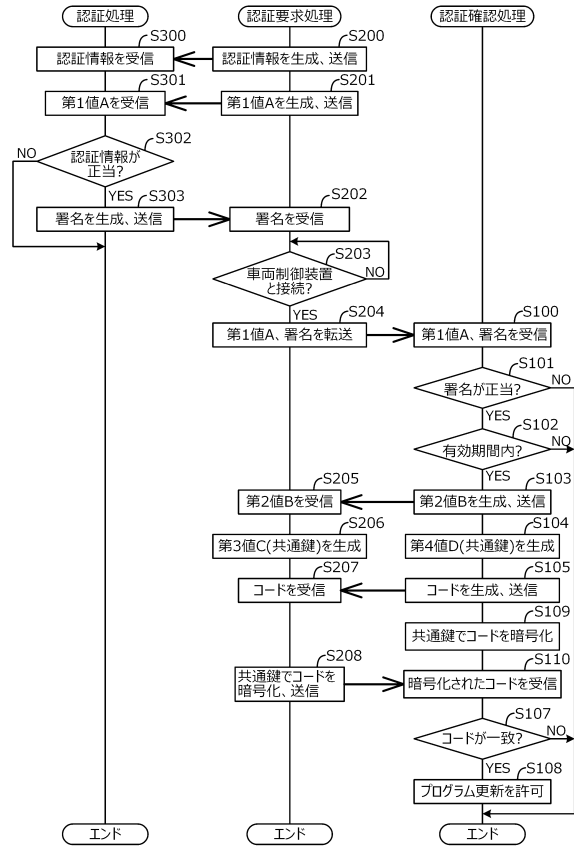 認証処理
認証要求処理
認証確認処理
S300
S200
認証情報を受信
認証情報を生成、送信
S301
S201
第1値Aを受信
第1値Aを生成、送信
S302
NO
認証情報が
正当?
YES
S303
S202
署名を生成、送信
署名を受信
S203
車両制御装置
と接続?
NO
YES
S204
S100
第1値A、署名を転送
第1値A、署名を受信
S101
署名が正当?
NO
YES
S102
有効期間内?
NO
YES
S205
S103
第2値Bを受信
第2値Bを生成、送信
S206
S104
第3値C(共通鍵)を生成
第4値D(共通鍵)を生成
S207
S105
コードを受信
コードを生成、送信
S109
共通鍵でコードを暗号化
S208
S110
共通鍵でコードを
暗号化、送信
暗号化されたコードを受信
S107
コードが一致?
NO
YES
S108
プログラム更新を許可
エンド
エンド
エンド